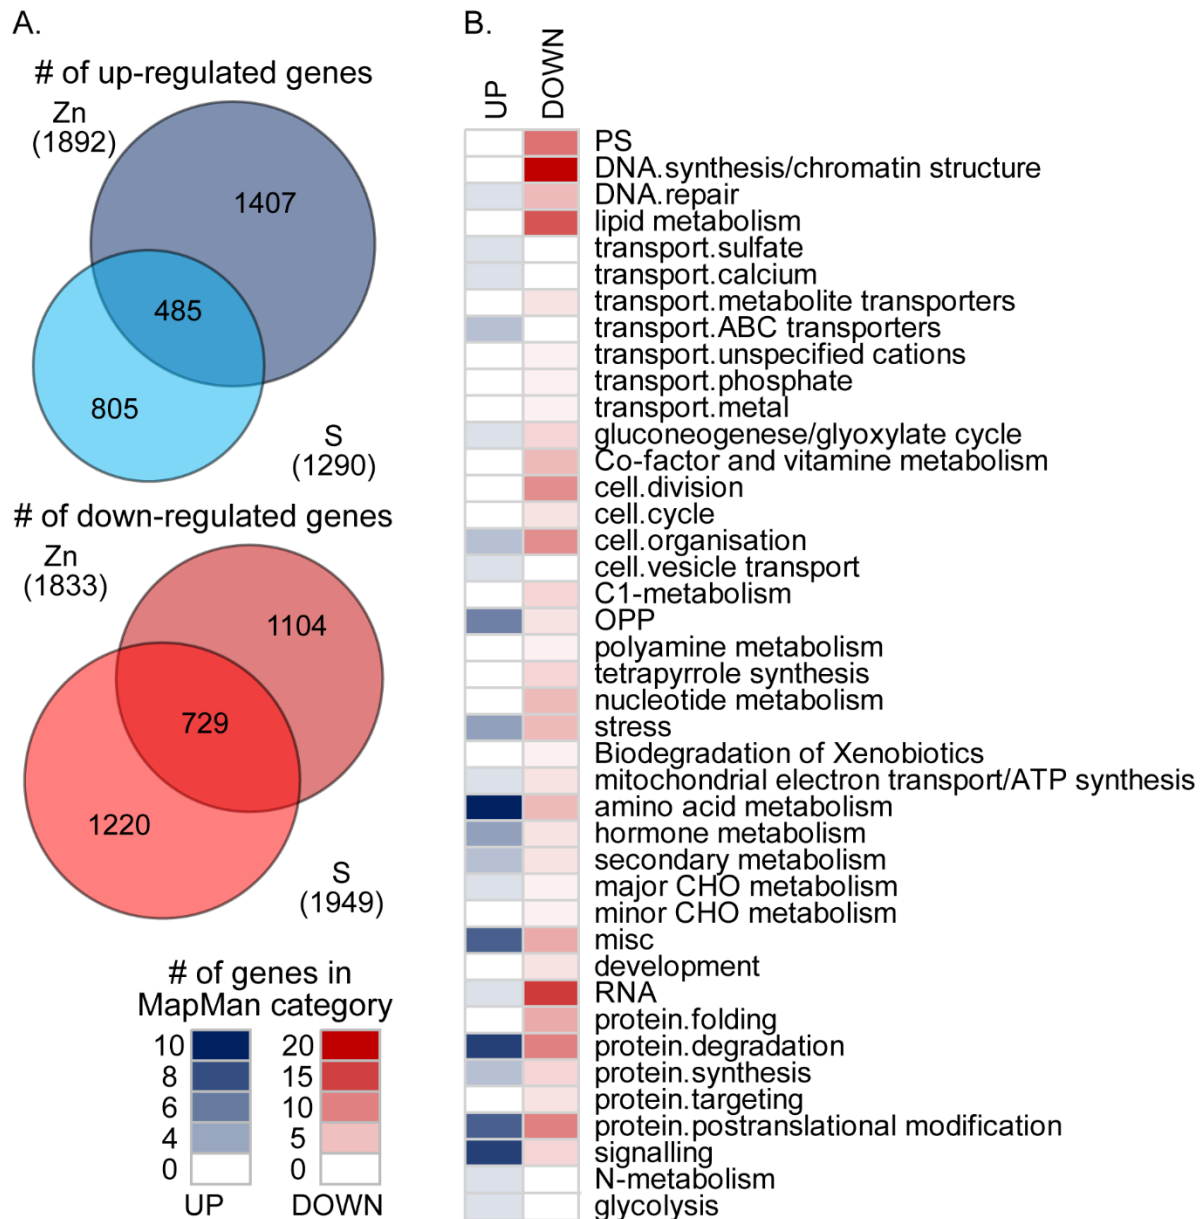 A.
# of up-regulated genes
Zn
(1892)
1407
485
805
S
(1290)
# of down-regulated genes
Zn
(1833)
1104
729
1220
S
(1949)
# of genes in
MapMan category
10
8
6
4
0
UP
20
15
10
5
0
DOWN
B.
UP
DOWN
PS
DNA.synthesis/chromatin structure
DNA.repair
lipid metabolism
transport.sulfate
transport.calcium
transport.metabolite transporters
transport.ABC transporters
transport.unspecified cations
transport.phosphate
transport.metal
gluconeogenese/glyoxylate cycle
Co-factor and vitamine metabolism
cell.division
cell.cycle
cell.organisation
cell.vesicle transport
C1-metabolism
OPP
polyamine metabolism
tetrapyrrole synthesis
nucleotide metabolism
stress
Biodegradation of Xenobiotics
mitochondrial electron transport/ATP synthesis
amino acid metabolism
hormone metabolism
secondary metabolism
major CHO metabolism
minor CHO metabolism
misc
development
RNA
protein.folding
protein.degradation
protein.synthesis
protein.targeting
protein.postranslational modification
signalling
N-metabolism
glycolysis